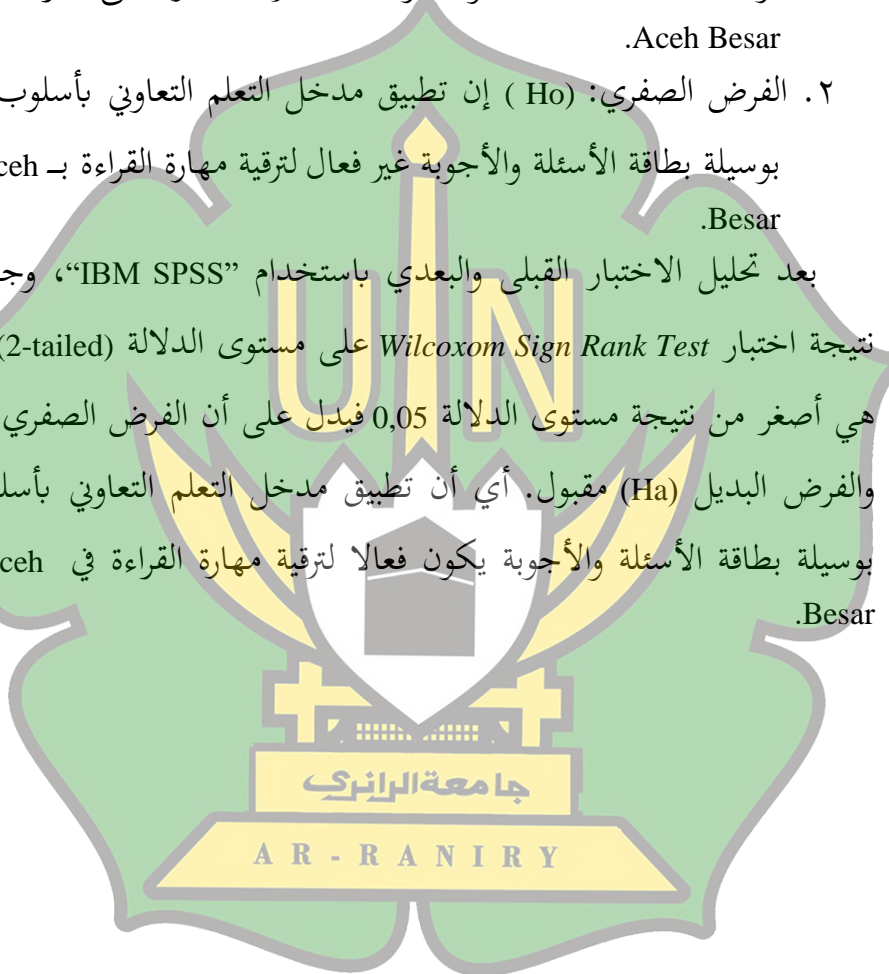 Aceh Besar.
٢. الفرض الصفري: (Ho ) إن تطبيق مدخل التعلم التعاوني بأسلوب
بوسيلة بطاقة الأسئلة والأجوبة غير فعال لترقية مهارة القراءة بـ
Besar.
بعد تحليل الاختبار القبلى والبعدي باستخدام “IBM SPSS”،
نتيجة اختبار Wilcoxom Sign Rank Test على مستوى الدلالة (2-tailed)
هي أصغر من نتيجة مستوى الدلالة 0,05 فيدل على أن الفرض الصفري
والفرض البديل (Ha) مقبول. أي أن تطبيق مدخل التعلم التعاوني
بوسيلة بطاقة الأسئلة والأجوبة يكون فعالا لترقية مهارة القراءة في
Besar.
UIN
جامعة الرانري
AR-RANIRY